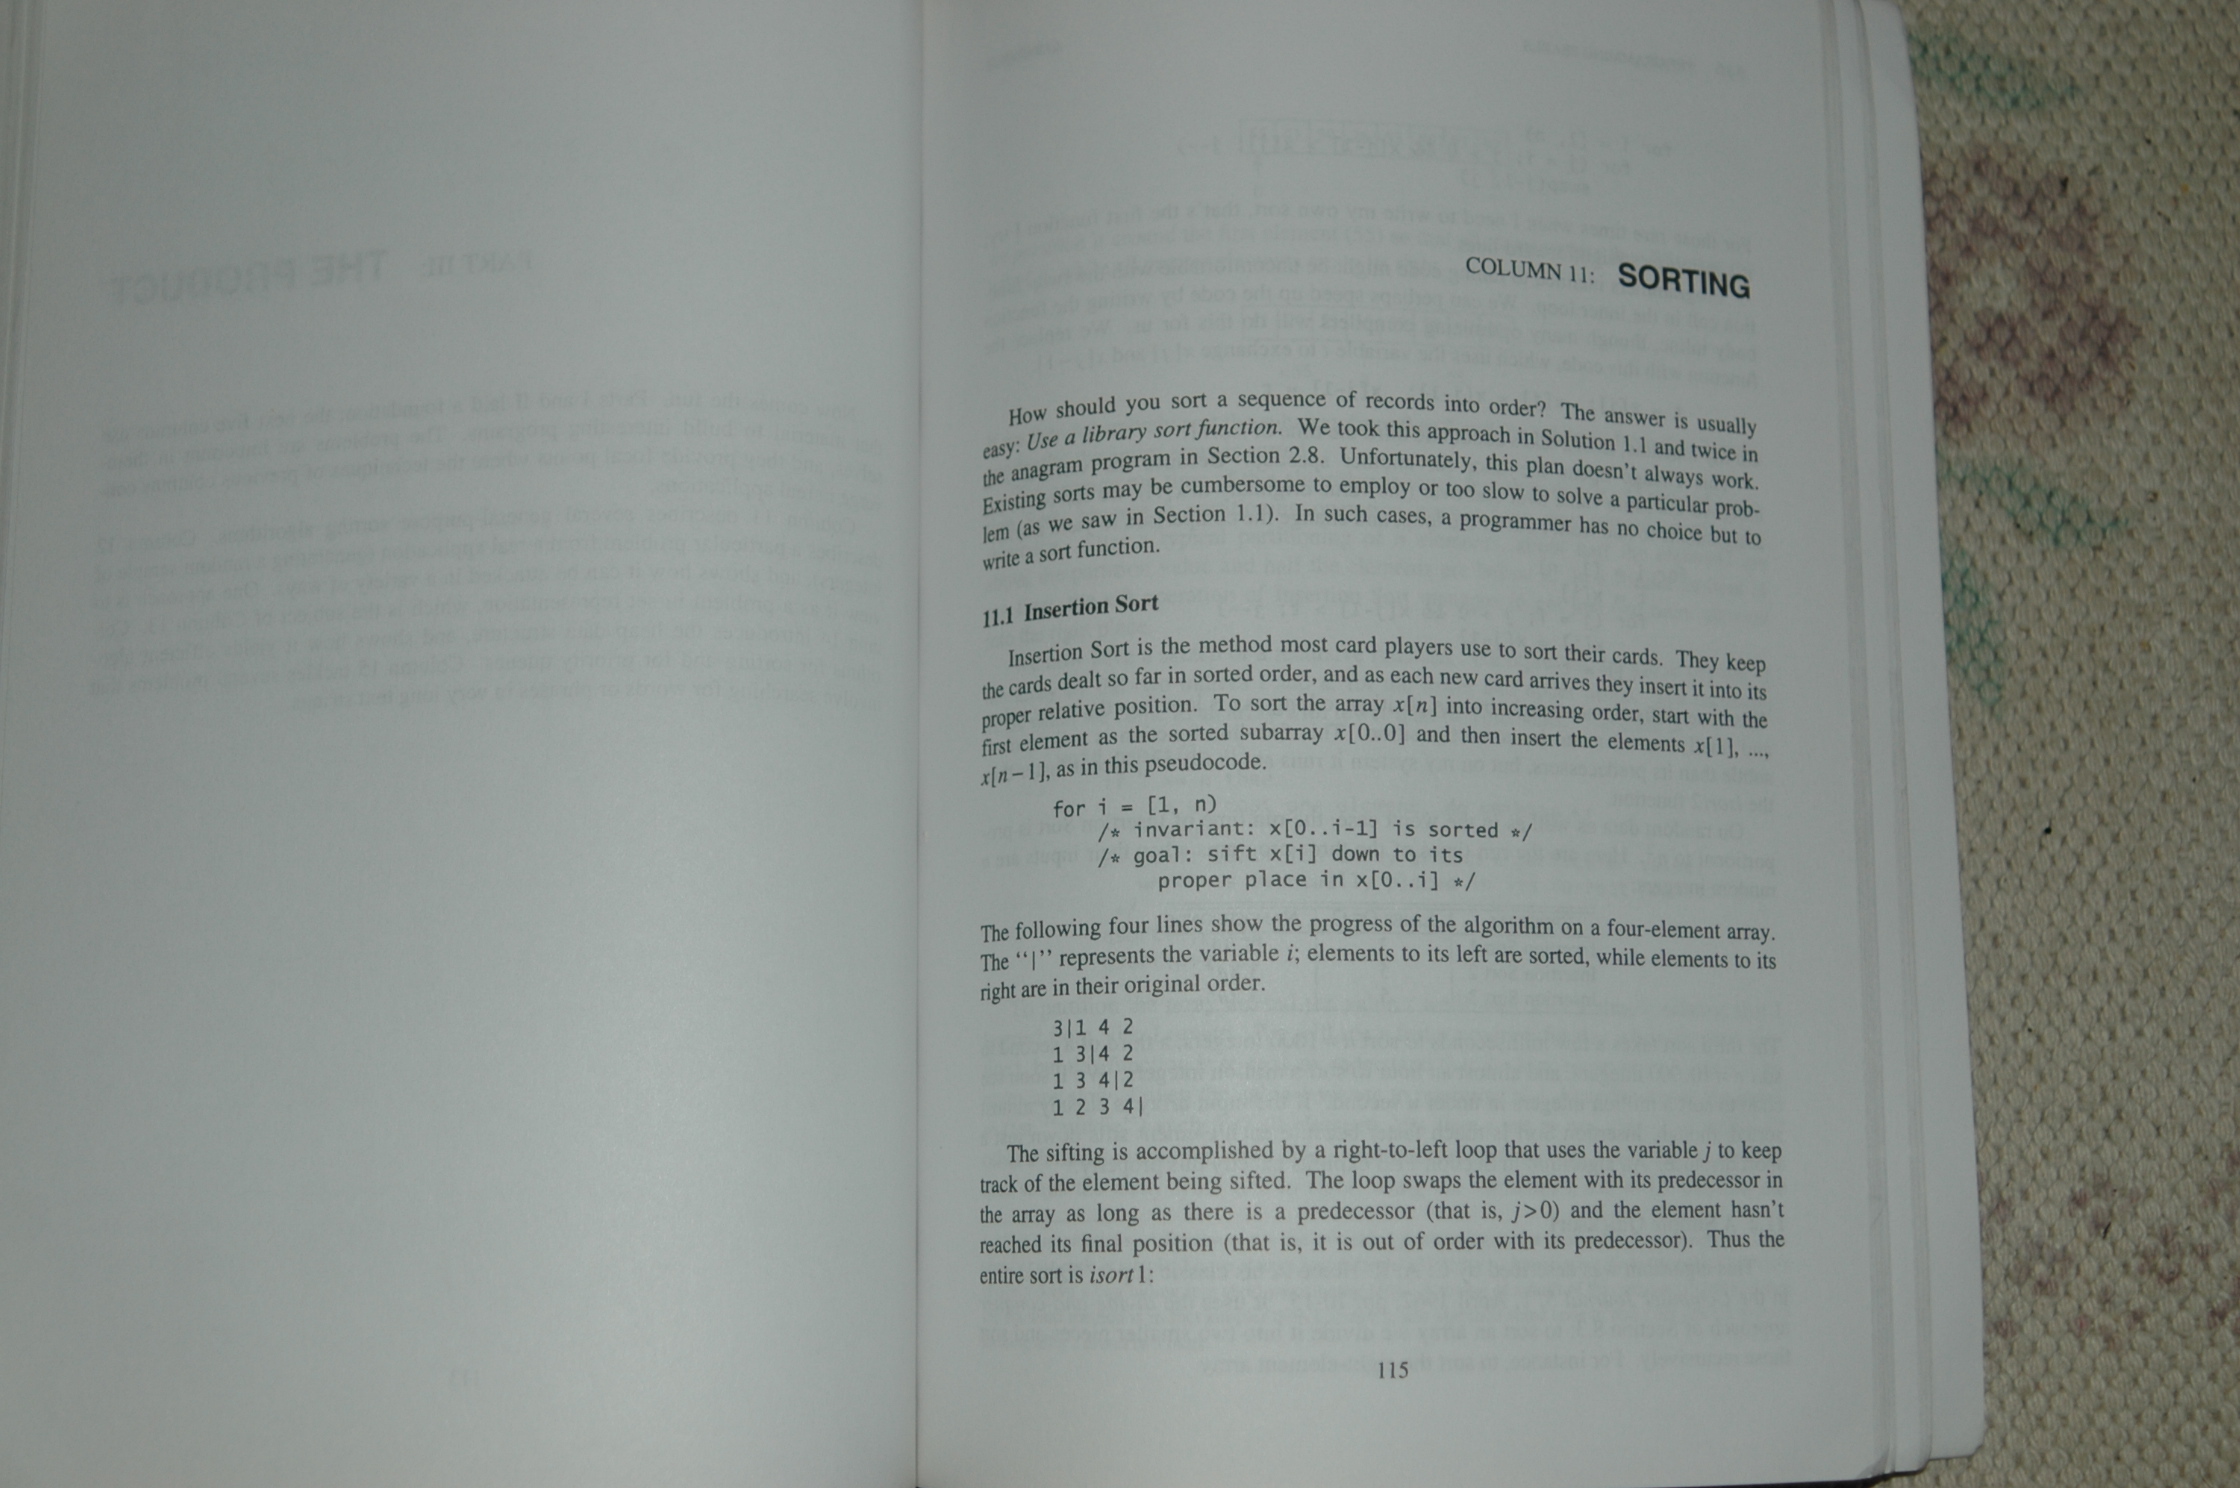 COLUMN 11: SORTING
How should you sort a sequence of records into order? The answer is usually
easy: Use a library sort function. We took this approach in Solution 1.1 and twice in
the anagram program in Section 2.8. Unfortunately, this plan doesn't always work.
Existing sorts may be cumbersome to employ or too slow to solve a particular prob-
lem (as we saw in Section 1.1). In such cases, a programmer has no choice but to
write a sort function.
11.1 Insertion Sort
Insertion Sort is the method most card players use to sort their cards. They keep
the cards dealt so far in sorted order, and as each new card arrives they insert it into its
proper relative position. To sort the array x[n] into increasing order, start with the
first element as the sorted subarray x[0..0] and then insert the elements x[1], ...,
x[n−1], as in this pseudocode.
for i = [1, n)
/* invariant: x[0..i-1] is sorted */
/* goal: sift x[i] down to its
proper place in x[0..i] */
The following four lines show the progress of the algorithm on a four-element array.
The "|" represents the variable i; elements to its left are sorted, while elements to its
right are in their original order.
3|1 4 2
1 3|4 2
1 3 4|2
1 2 3 4|
The sifting is accomplished by a right-to-left loop that uses the variable j to keep
track of the element being sifted. The loop swaps the element with its predecessor in
the array as long as there is a predecessor (that is, j>0) and the element hasn't
reached its final position (that is, it is out of order with its predecessor). Thus the
entire sort is isort1:
115